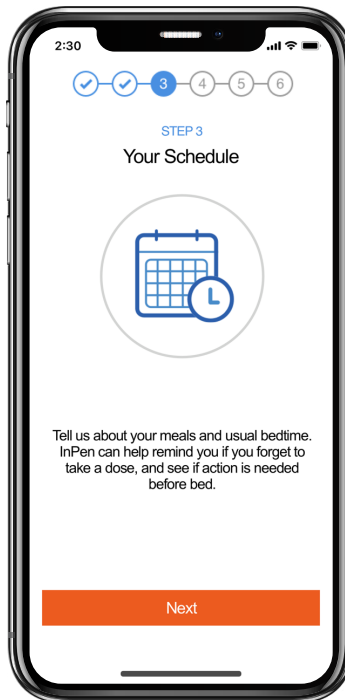 2:30
3 4 5 6
STEP 3
Your Schedule
Tell us about your meals and usual bedtime.
InPen can help remind you if you forget to
take a dose, and see if action is needed
before bed.
Next